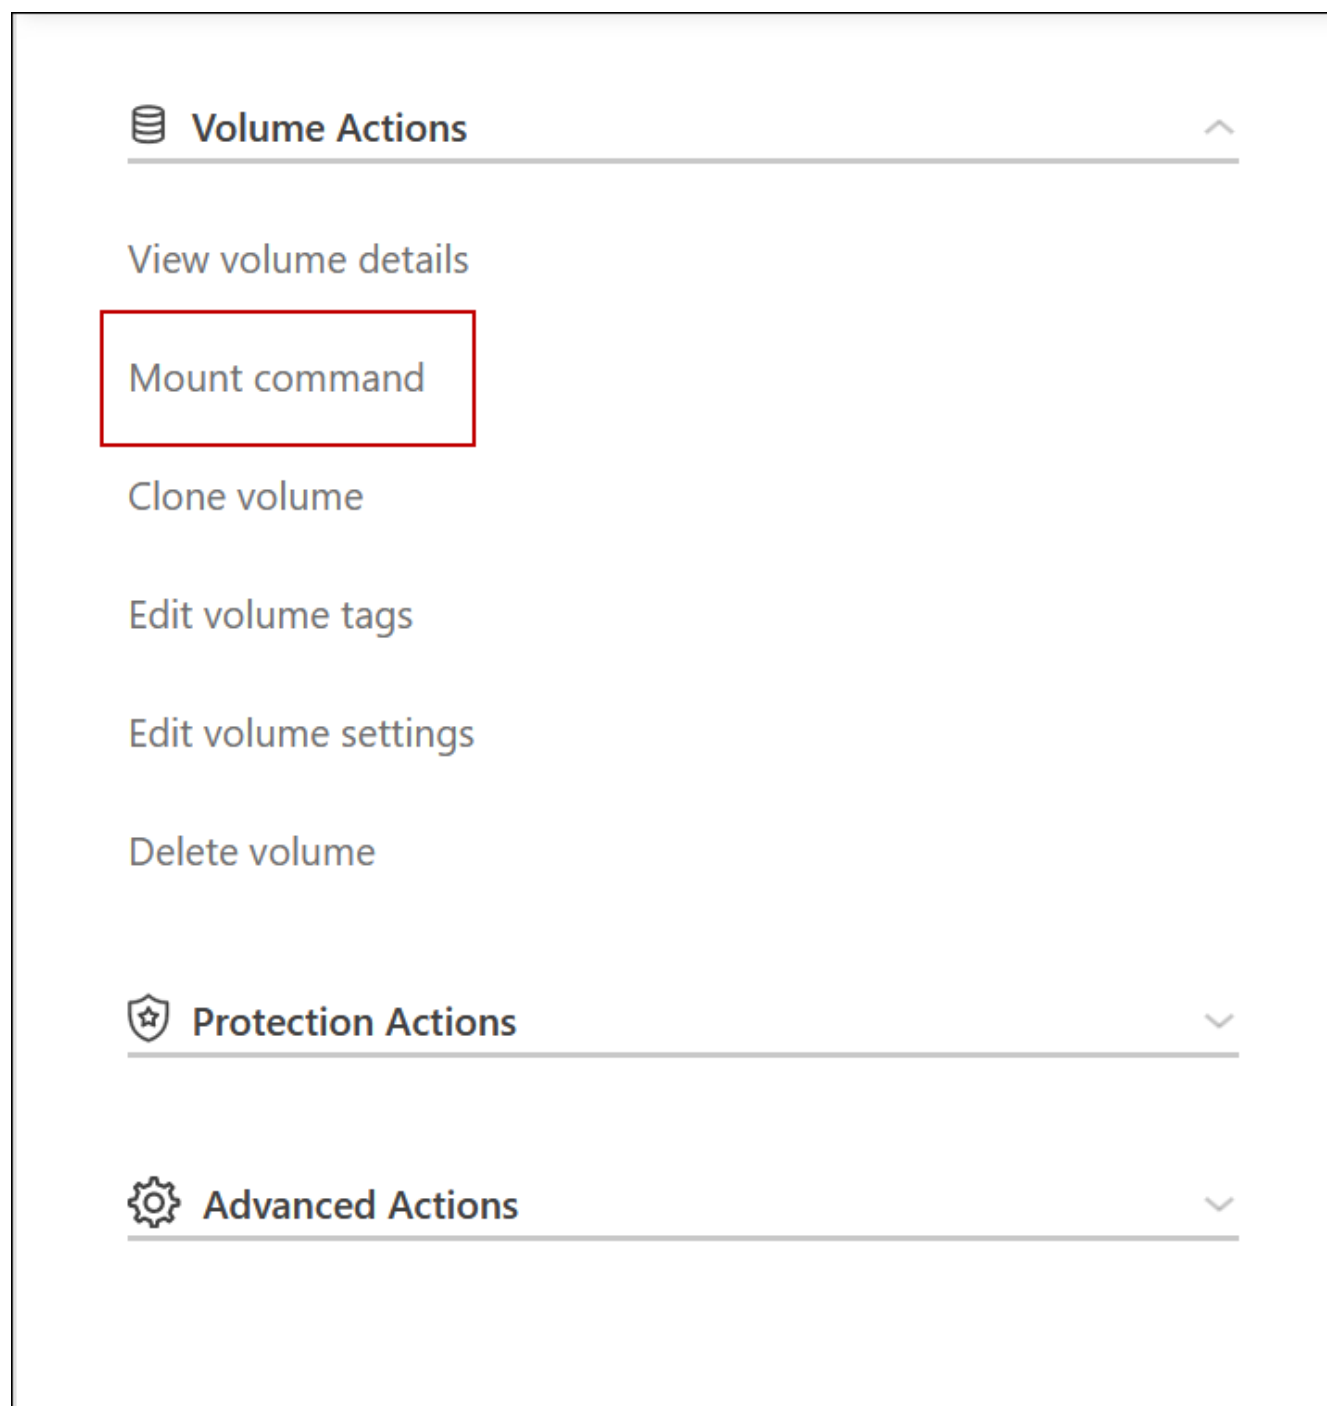 Volume Actions
View volume details
Mount command
Clone volume
Edit volume tags
Edit volume settings
Delete volume
Protection Actions
Advanced Actions